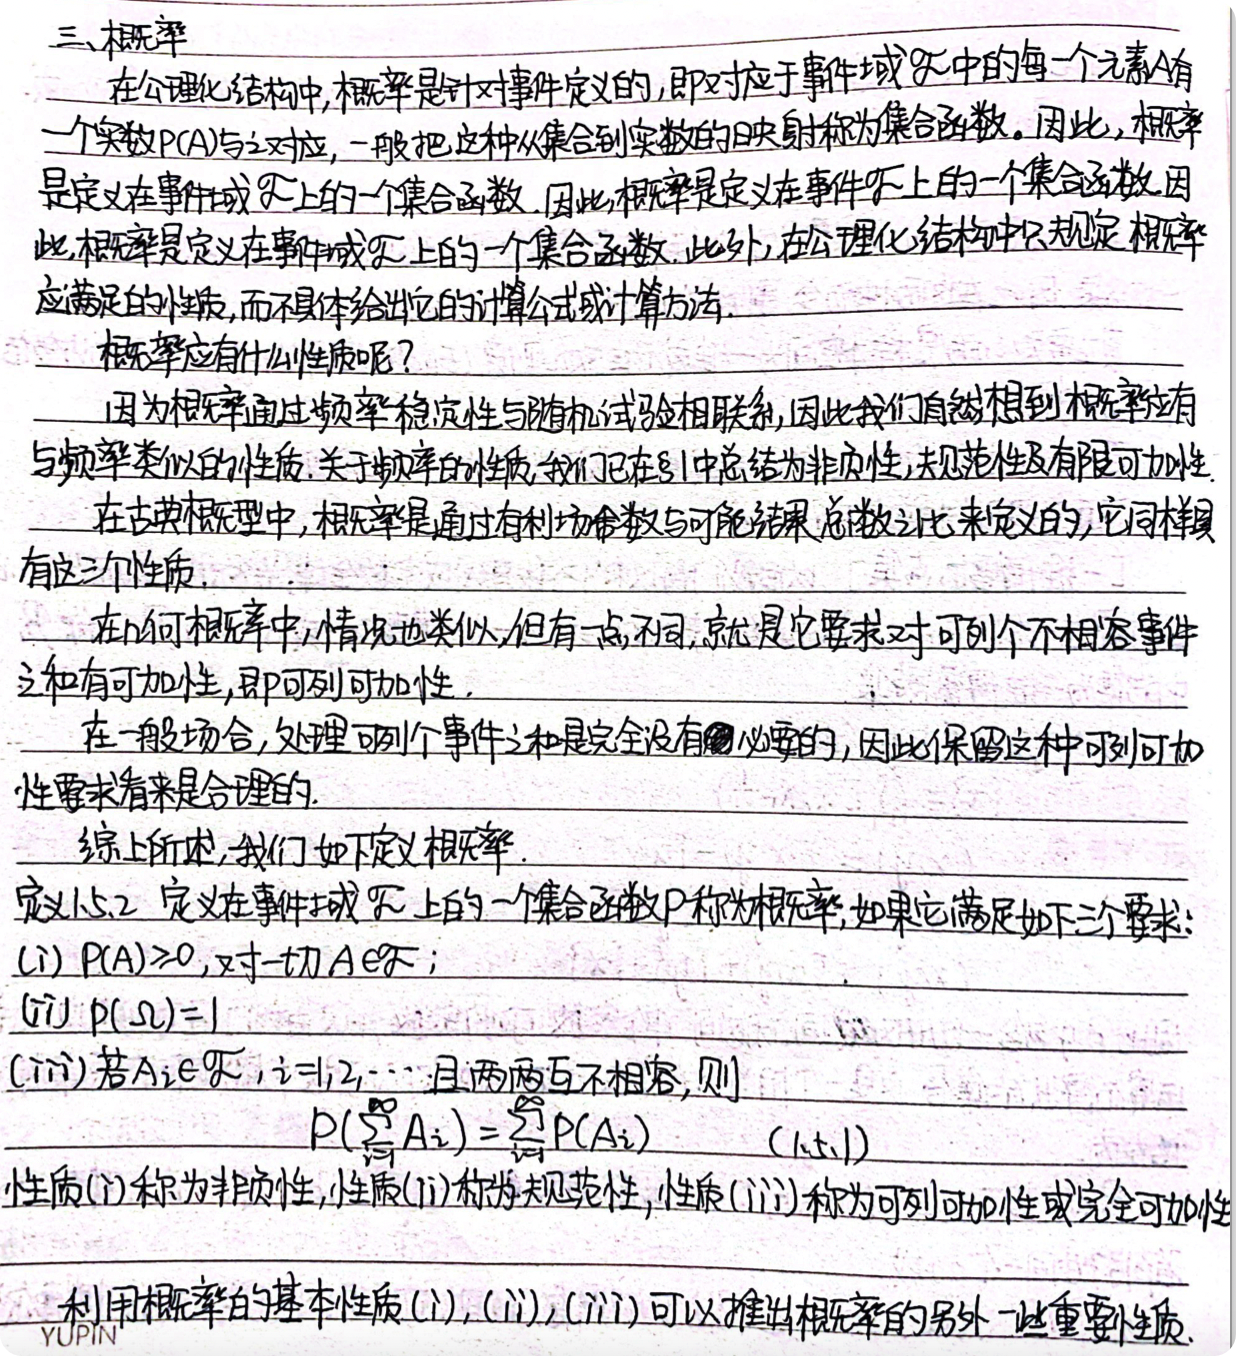 三、概率
在公理化结构中,概率是针对事件定义的,即对应于事件域ℱ中的每一个元素A有
一个实数P(A)与之对应,一般把这种从集合到实数的映射称为集合函数。因此,概率
是定义在事件域ℱ上的一个集合函数.因此,概率是定义在事件ℱ上的一个集合函数.因
此,概率是定义在事件域ℱ上的一个集合函数.此外,在公理化结构中只规定概率
应满足的性质,而不具体给出它的计算公式或计算方法.
概率应有什么性质呢?
因为概率通过频率稳定性与随机试验相联系,因此我们自然想到概率应有
与频率类似的性质.关于频率的性质,我们已在§1中总结为非负性,规范性及有限可加性.
在古典概型中,概率是通过有利场合数与可能结果总数之比来定义的,它同样具
有这三个性质.
在几何概率中,情况也类似,但有一点不同,就是它要求对可列个不相容事件
之和有可加性,即可列可加性.
在一般场合,处理可列个事件之和是完全没有必要的,因此保留这种可列可加
性要求看来是合理的.
综上所述,我们如下定义概率.
定义1.5.2 定义在事件域ℱ上的一个集合函数P称为概率,如果它满足如下三个要求:
(i) P(A)≥0,对一切A∈ℱ;
(ii) P(Ω)=1
(iii)若Ai∈ℱ,i=1,2,…且两两互不相容,则
P(∑_{i=1}^{∞} Ai)=∑_{i=1}^{∞} P(Ai) (1.5.1)
性质(i)称为非负性,性质(ii)称为规范性,性质(iii)称为可列可加性或完全可加性
利用概率的基本性质(i),(ii),(iii)可以推出概率的另外一些重要性质.
YUPIN